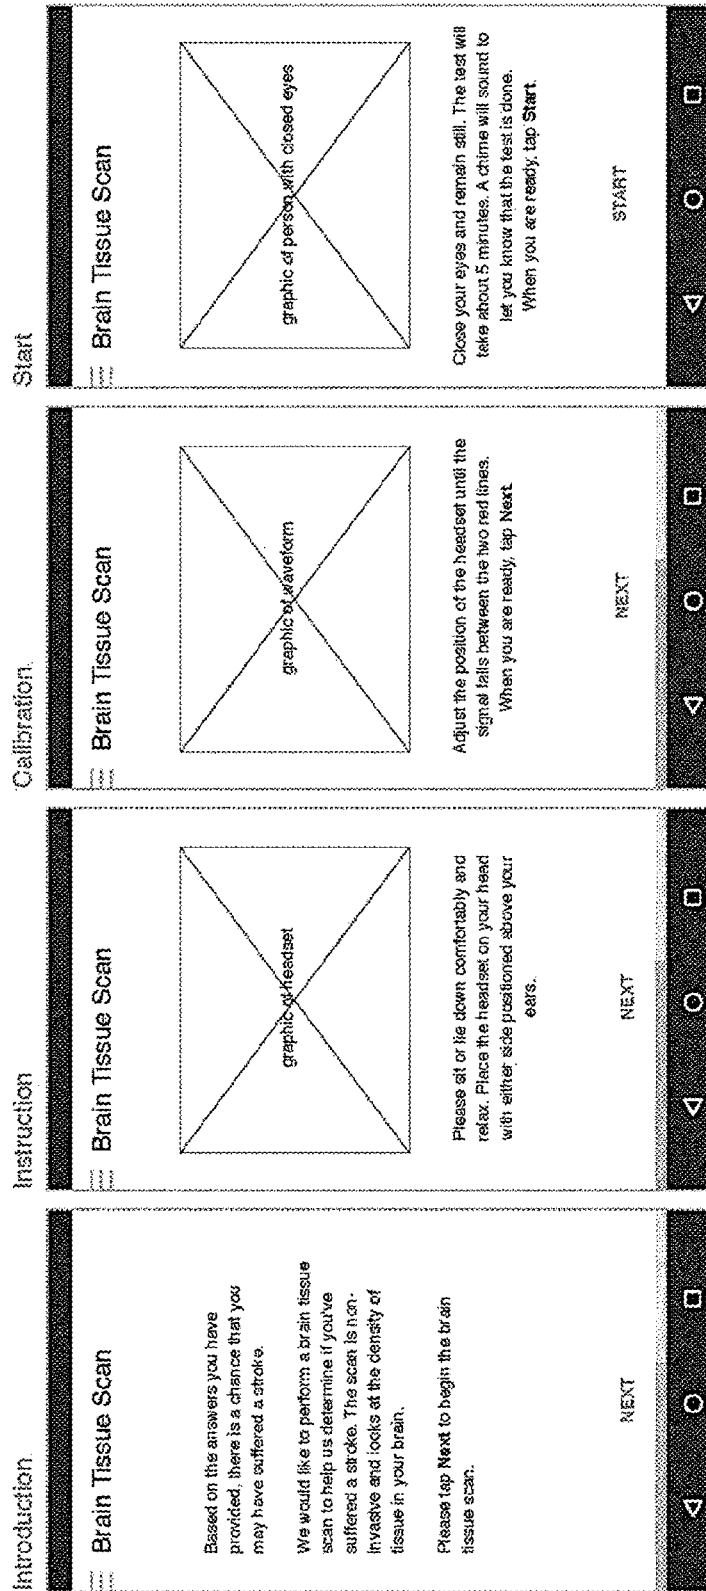 Introduction
Brain Tissue Scan
Based on the answers you have
provided, there is a chance that you
may have suffered a stroke.
We would like to perform a brain tissue
scan to help us determine if you've
suffered a stroke. The scan is non-
invasive and looks at the density of
tissue in your brain.
Please tap Next to begin the brain
tissue scan.
NEXT
Instruction
Brain Tissue Scan
graphic of headset
Please sit or lie down comfortably and
relax. Place the headset on your head
with either side positioned above your
ears.
NEXT
Calibration
Brain Tissue Scan
graphic of waveform
Adjust the position of the headset until the
signal falls between the two red lines.
When you are ready, tap Next.
NEXT
Start
Brain Tissue Scan
graphic of person with closed eyes
Close your eyes and remain still. The test will
take about 5 minutes. A chime will sound to
let you know that the test is done.
When you are ready, tap Start.
START